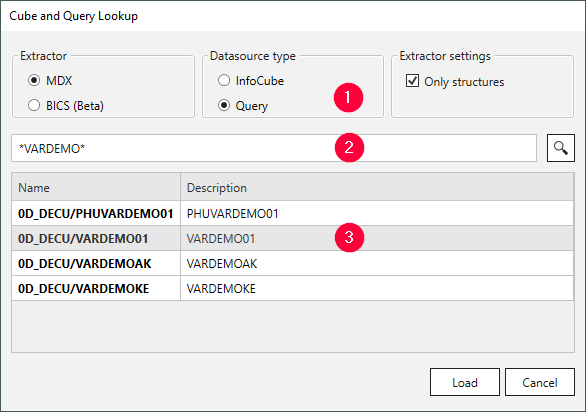 Cube and Query Lookup
Extractor Datasource type Extractor settings
MDX InfoCube Only structures
BICS (Beta) Query 1
*VARDEMO* 2
Name Description
0D_DECU/PHUVARDEMO01 PHUVARDEMO01
0D_DECU/VARDEMO01 VARDEMO01 3
0D_DECU/VARDEMOAK VARDEMOAK
0D_DECU/VARDEMOKE VARDEMOKE
Load Cancel